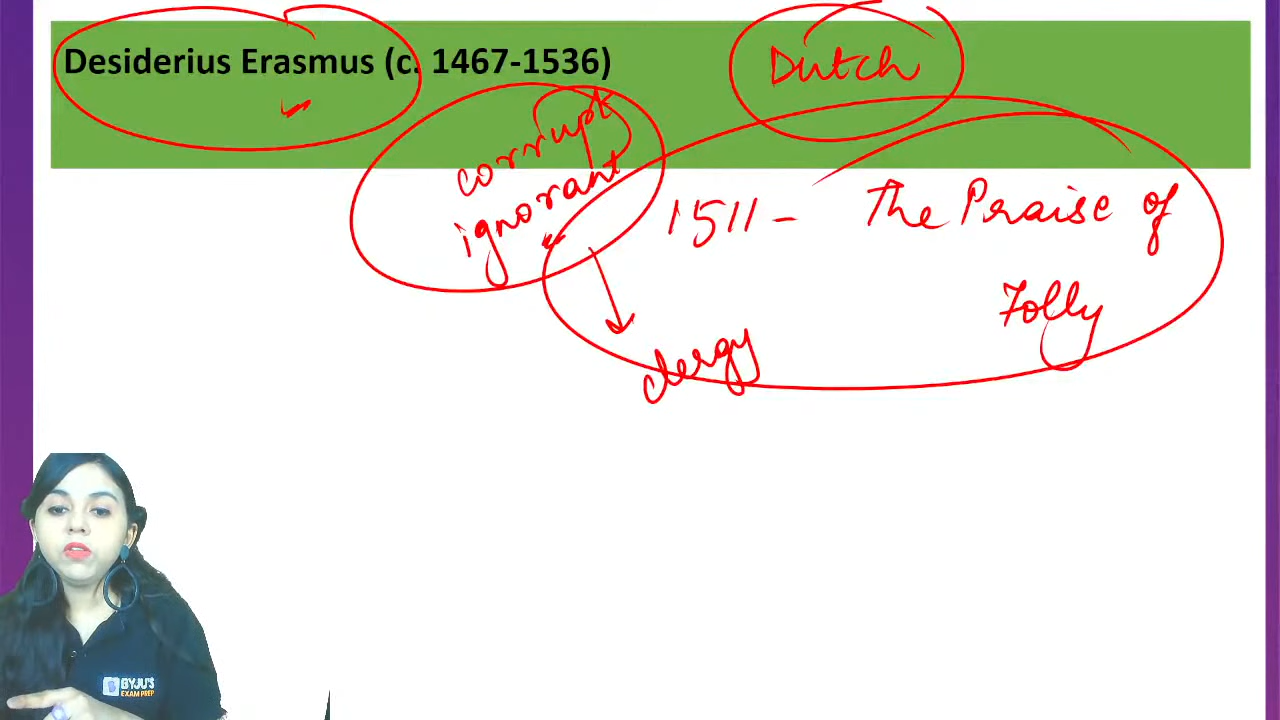 Desiderius Erasmus (c. 1467-1536)
Dutch
corrupt
ignorant
1511- The Praise of
Folly
clergy
BYJU'S
EXAM PREP